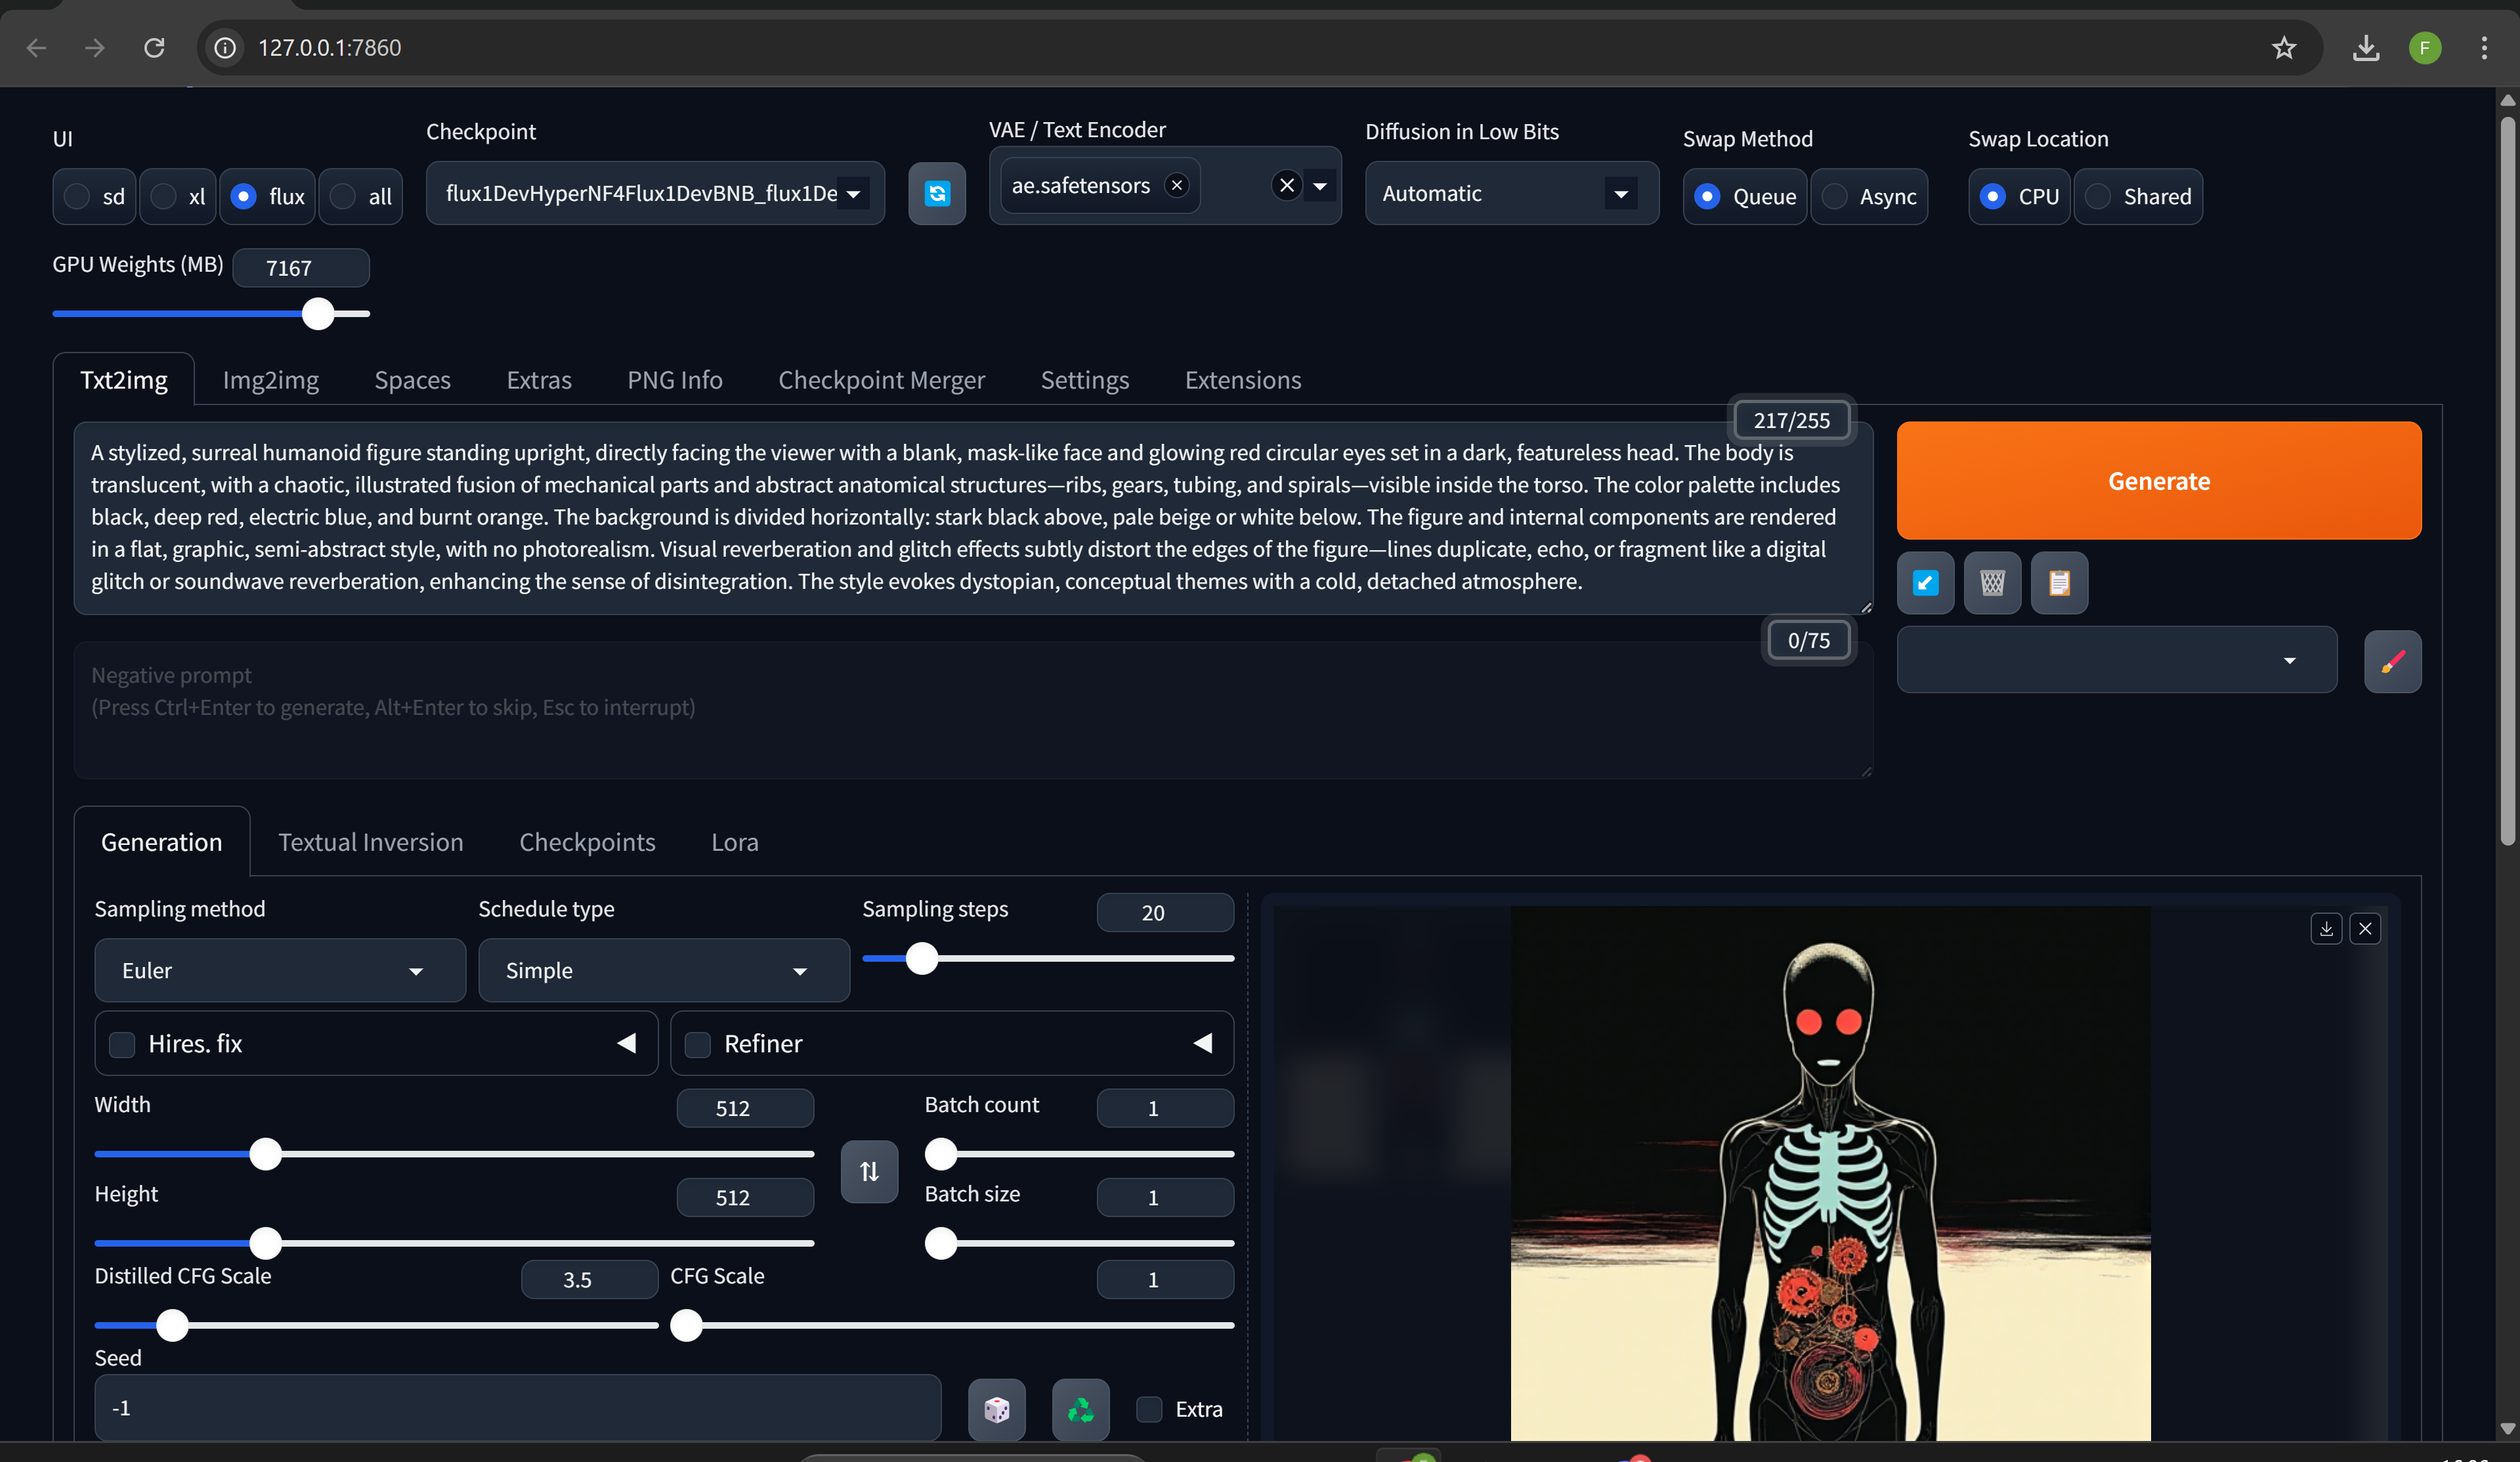 127.0.0.1:7860
F
UI
Checkpoint
VAE / Text Encoder
Diffusion in Low Bits
Swap Method
Swap Location
sd
xl
flux
all
flux1DevHyperNF4Flux1DevBNB_flux1De
ae.safetensors
Automatic
Queue
Async
CPU
Shared
GPU Weights (MB)
7167
Txt2img
Img2img
Spaces
Extras
PNG Info
Checkpoint Merger
Settings
Extensions
217/255
A stylized, surreal humanoid figure standing upright, directly facing the viewer with a blank, mask-like face and glowing red circular eyes set in a dark, featureless head. The body is
translucent, with a chaotic, illustrated fusion of mechanical parts and abstract anatomical structures—ribs, gears, tubing, and spirals—visible inside the torso. The color palette includes
black, deep red, electric blue, and burnt orange. The background is divided horizontally: stark black above, pale beige or white below. The figure and internal components are rendered
in a flat, graphic, semi-abstract style, with no photorealism. Visual reverberation and glitch effects subtly distort the edges of the figure—lines duplicate, echo, or fragment like a digital
glitch or soundwave reverberation, enhancing the sense of disintegration. The style evokes dystopian, conceptual themes with a cold, detached atmosphere.
Generate
0/75
Negative prompt
(Press Ctrl+Enter to generate, Alt+Enter to skip, Esc to interrupt)
Generation
Textual Inversion
Checkpoints
Lora
Sampling method
Schedule type
Sampling steps
20
Euler
Simple
Hires. fix
Refiner
Width
512
Batch count
1
Height
512
Batch size
1
Distilled CFG Scale
3.5
CFG Scale
1
Seed
-1
Extra